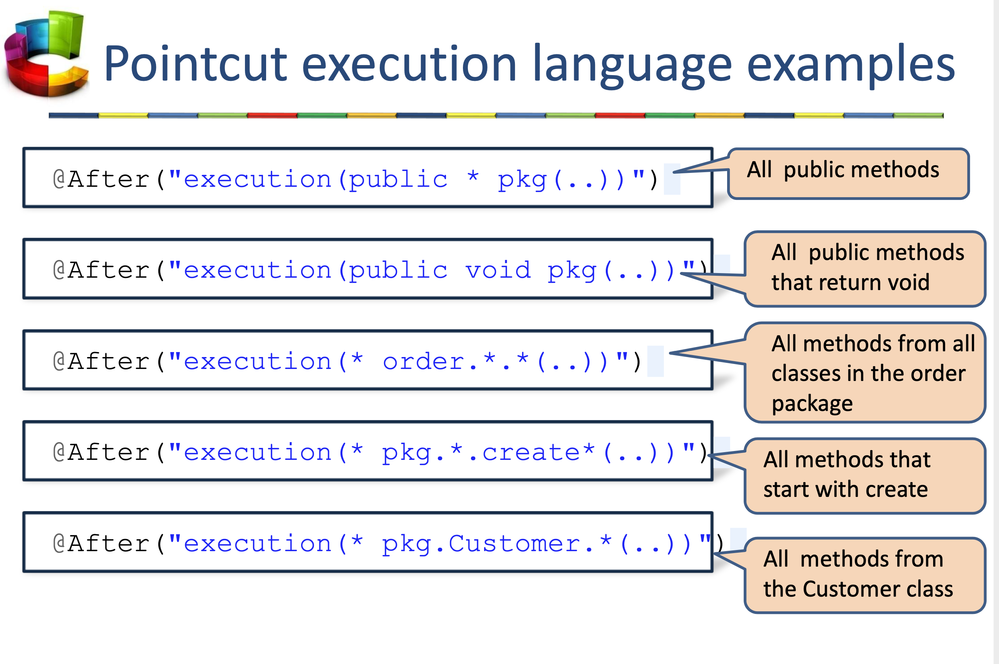 Pointcut execution language examples
@After("execution(public * pkg(..))")
All public methods
@After("execution(public void pkg(..))")
All public methods
that return void
@After("execution(* order.*.*(..))")
All methods from all
classes in the order
package
@After("execution(* pkg.*.create*(..))")
All methods that
start with create
@After("execution(* pkg.Customer.*(..))")
All methods from
the Customer class